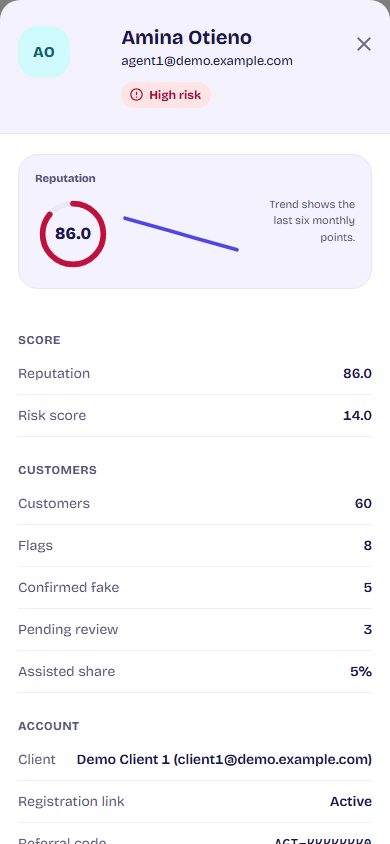 AO
Amina Otieno
agent1@demo.example.com
High risk
Reputation
86.0
Trend shows the
last six monthly
points.
SCORE
Reputation 86.0
Risk score 14.0
CUSTOMERS
Customers 60
Flags 8
Confirmed fake 5
Pending review 3
Assisted share 5%
ACCOUNT
Client Demo Client 1 (client1@demo.example.com)
Registration link Active
Referral code